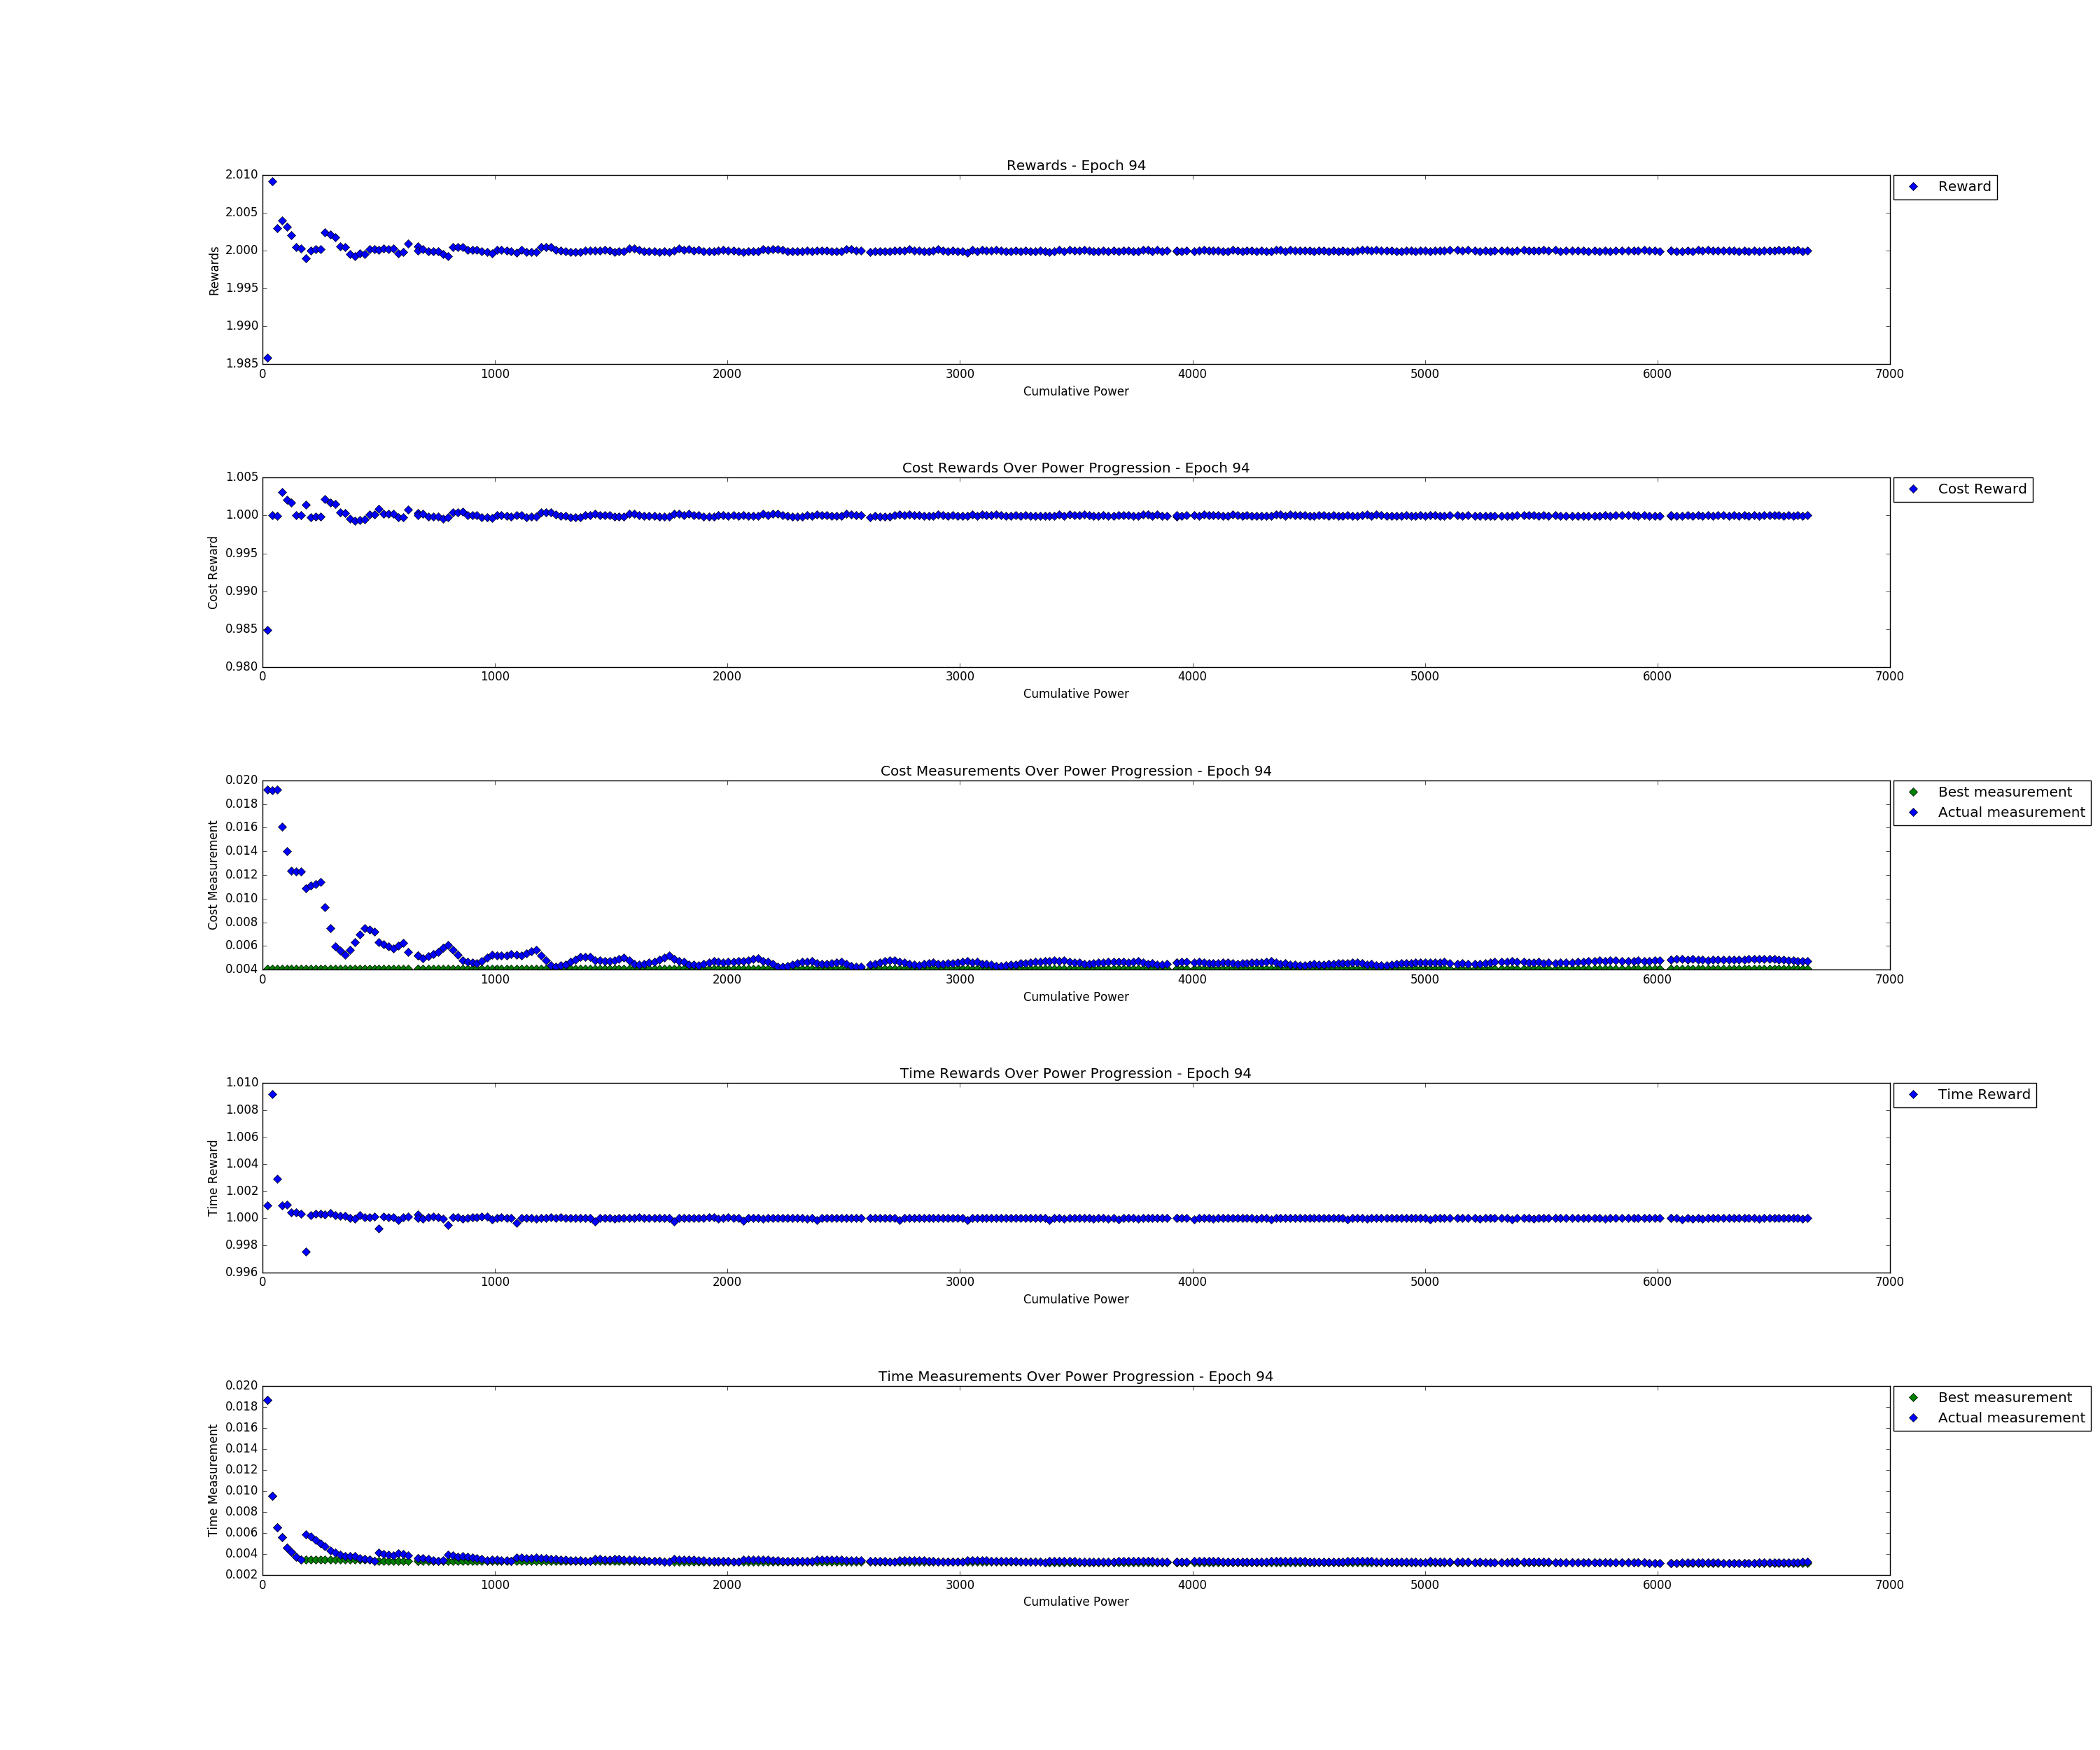 Rewards - Epoch 94
2.010
2.005
2.000
1.995
1.990
1.985
Rewards
0 1000 2000 3000 4000 5000 6000 7000
Cumulative Power
Reward
Cost Rewards Over Power Progression - Epoch 94
1.005
1.000
0.995
0.990
0.985
0.980
Cost Reward
0 1000 2000 3000 4000 5000 6000 7000
Cumulative Power
Cost Reward
Cost Measurements Over Power Progression - Epoch 94
0.020
0.018
0.016
0.014
0.012
0.010
0.008
0.006
0.004
Cost Measurement
0 1000 2000 3000 4000 5000 6000 7000
Cumulative Power
Best measurement
Actual measurement
Time Rewards Over Power Progression - Epoch 94
1.010
1.008
1.006
1.004
1.002
1.000
0.998
0.996
Time Reward
0 1000 2000 3000 4000 5000 6000 7000
Cumulative Power
Time Reward
Time Measurements Over Power Progression - Epoch 94
0.020
0.018
0.016
0.014
0.012
0.010
0.008
0.006
0.004
0.002
Time Measurement
0 1000 2000 3000 4000 5000 6000 7000
Cumulative Power
Best measurement
Actual measurement